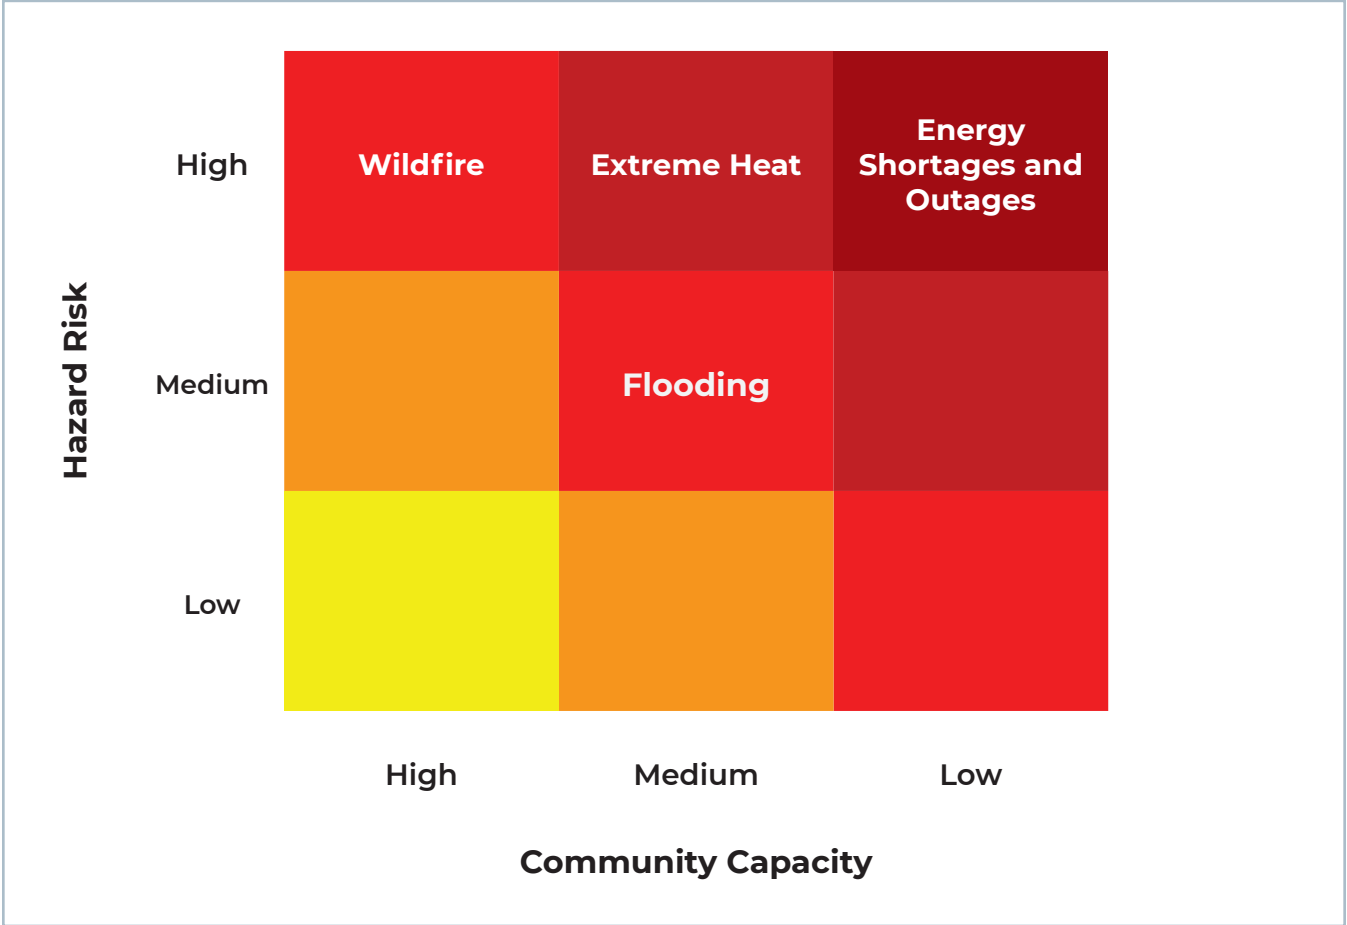 Energy
High
Wildfire
Extreme Heat
Shortages and
Outages
Hazard Risk
Medium
Flooding
Low
High
Medium
Low
Community Capacity